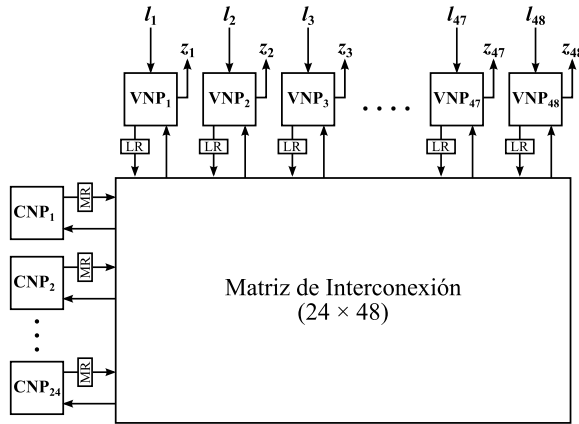 l1 l2 l3 l47 l48
z1 z2 z3 z47 z48
VNP1 VNP2 VNP3 . . . . VNP47 VNP48
LR LR LR LR LR
CNP1 MR
CNP2 MR
CNP24 MR
Matriz de Interconexión
(24 × 48)